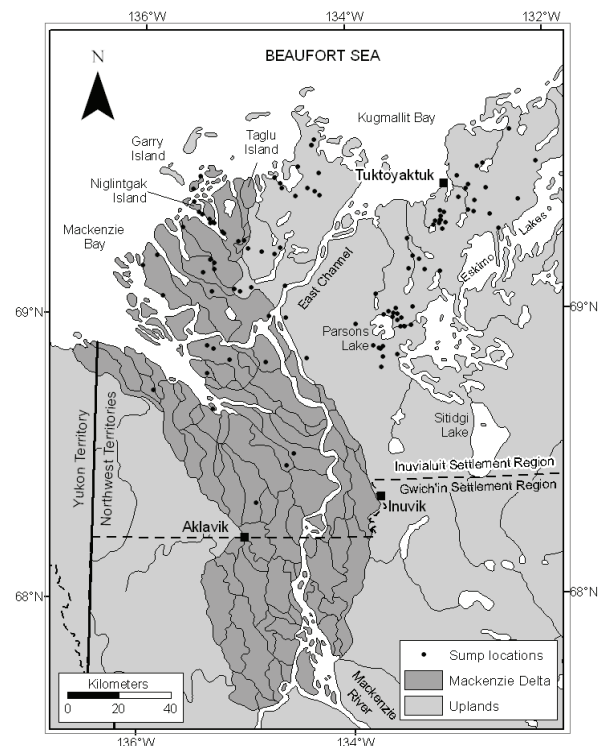 136°W
134°W
132°W
N
BEAUFORT SEA
Kugmallit Bay
Garry
Island
Taglu
Island
Tuktoyaktuk
Niglintgak
Island
Mackenzie
Bay
Eskimo
Lakes
East Channel
69°N
69°N
Parsons
Lake
Sitidgi
Lake
Yukon Territory
Northwest Territories
Inuvialuit Settlement Region
Gwich'in Settlement Region
Inuvik
Aklavik
68°N
68°N
Mackenzie
River
Kilometers
0 20 40
Sump locations
Mackenzie Delta
Uplands
136°W
134°W